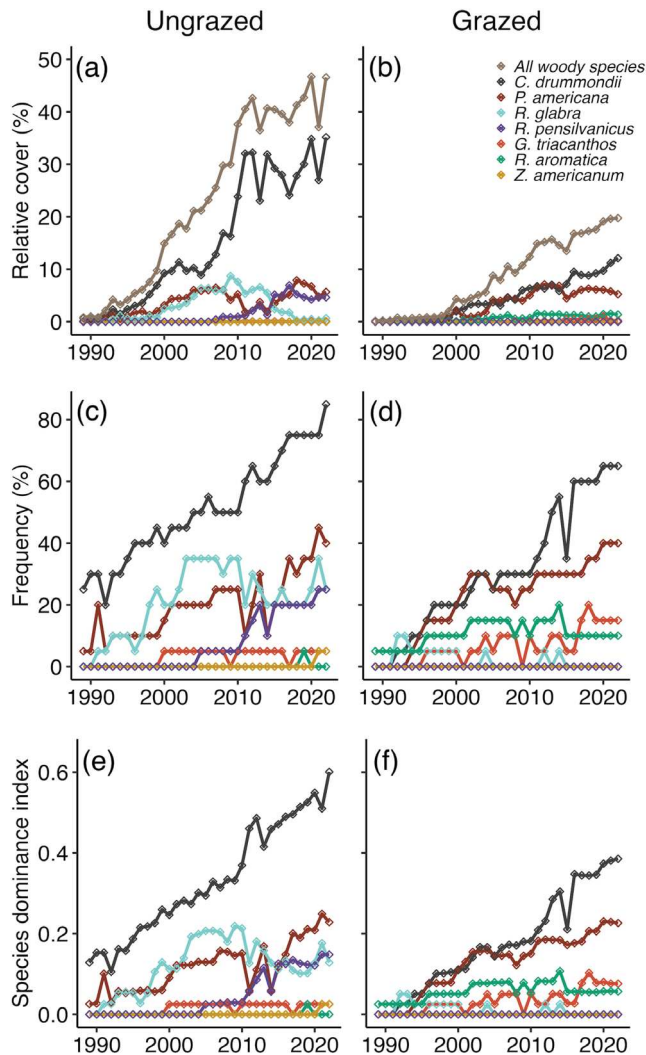 Ungrazed
Grazed
(a)
(b)
50
40
30
20
10
0
Relative cover (%)
1990 2000 2010 2020
1990 2000 2010 2020
All woody species
C. drummondii
P. americana
R. glabra
R. pensilvanicus
G. triacanthos
R. aromatica
Z. americanum
(c)
(d)
80
60
40
20
0
Frequency (%)
1990 2000 2010 2020
1990 2000 2010 2020
(e)
(f)
0.6
0.4
0.2
0.0
Species dominance index
1990 2000 2010 2020
1990 2000 2010 2020